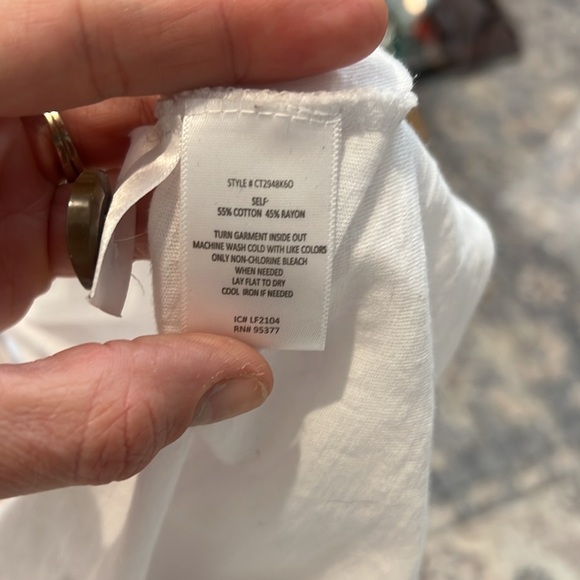 STYLE # CT2948K60
SELF-
55% COTTON 45% RAYON
TURN GARMENT INSIDE OUT
MACHINE WASH COLD WITH LIKE COLORS
ONLY NON-CHLORINE BLEACH
WHEN NEEDED
LAY FLAT TO DRY
COOL IRON IF NEEDED
IC# LF2104
RN# 95377